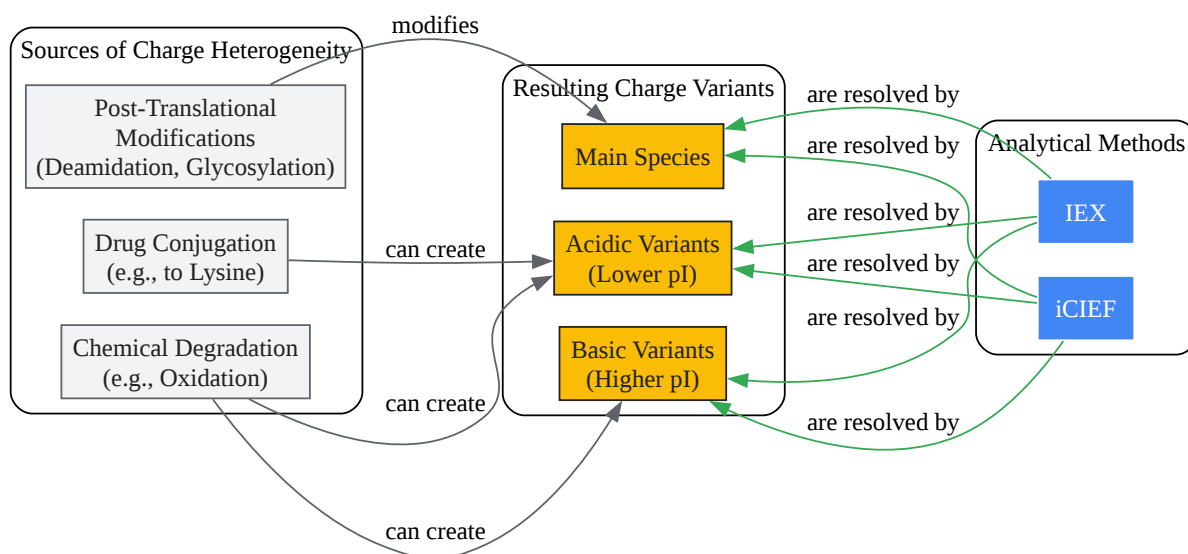 modifies
Sources of Charge Heterogeneity
Post-Translational
Modifications
(Deamidation, Glycosylation)
Drug Conjugation
(e.g., to Lysine)
can create
Chemical Degradation
(e.g., Oxidation)
can create
can create
Resulting Charge Variants
Main Species
Acidic Variants
(Lower pI)
Basic Variants
(Higher pI)
are resolved by
are resolved by
are resolved by
are resolved by
are resolved by
are resolved by
Analytical Methods
IEX
iCIEF